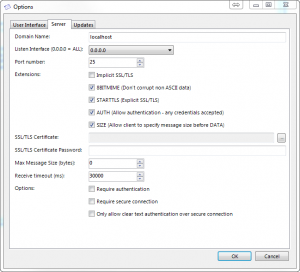 Options
User Interface Server Updates
Domain Name: localhost
Listen Interface (0.0.0.0 = ALL): 0.0.0.0
Port number: 25
Extensions: Implicit SSL/TLS
8BITMIME (Don't corrupt non ASCII data)
STARTTLS (Explicit SSL/TLS)
AUTH (Authentication - any credentials accepted)
SIZE (Allow client to specify message size before DATA)
SSL/TLS Certificate: ...
SSL/TLS Certificate Password:
Max Message Size (bytes): 0
Receive timeout (ms): 30000
Options: Require authentication
Require secure connection
Only allow clear text authentication over secure connection
OK Cancel